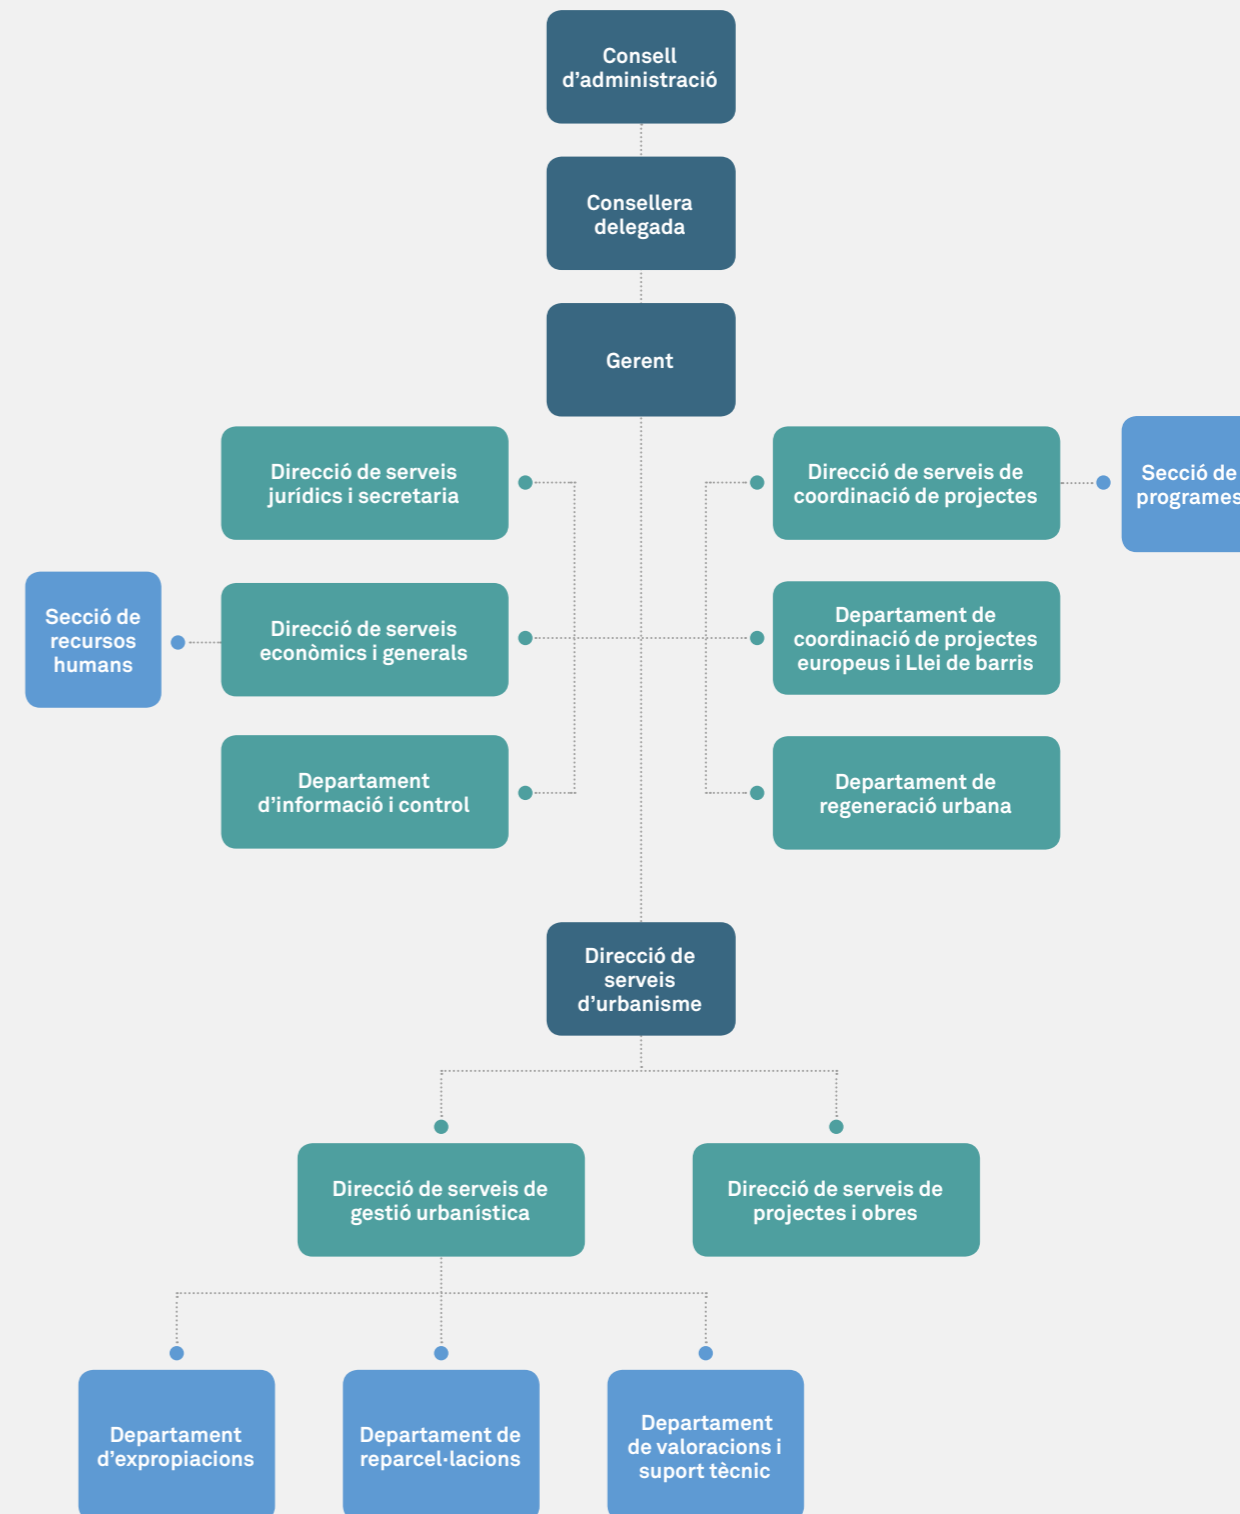 Consell
d'administració
Consellera
delegada
Gerent
Direcció de serveis
jurídics i secretaria
Direcció de serveis de
coordinació de projectes
Secció de
programes
Secció de
recursos
humans
Direcció de serveis
econòmics i generals
Departament de
coordinació de projectes
europeus i Llei de barris
Departament
d'informació i control
Departament de
regeneració urbana
Direcció de
serveis
d'urbanisme
Direcció de serveis de
gestió urbanística
Direcció de serveis de
projectes i obres
Departament
d'expropiacions
Departament de
reparcel·lacions
Departament
de valoracions i
suport tècnic